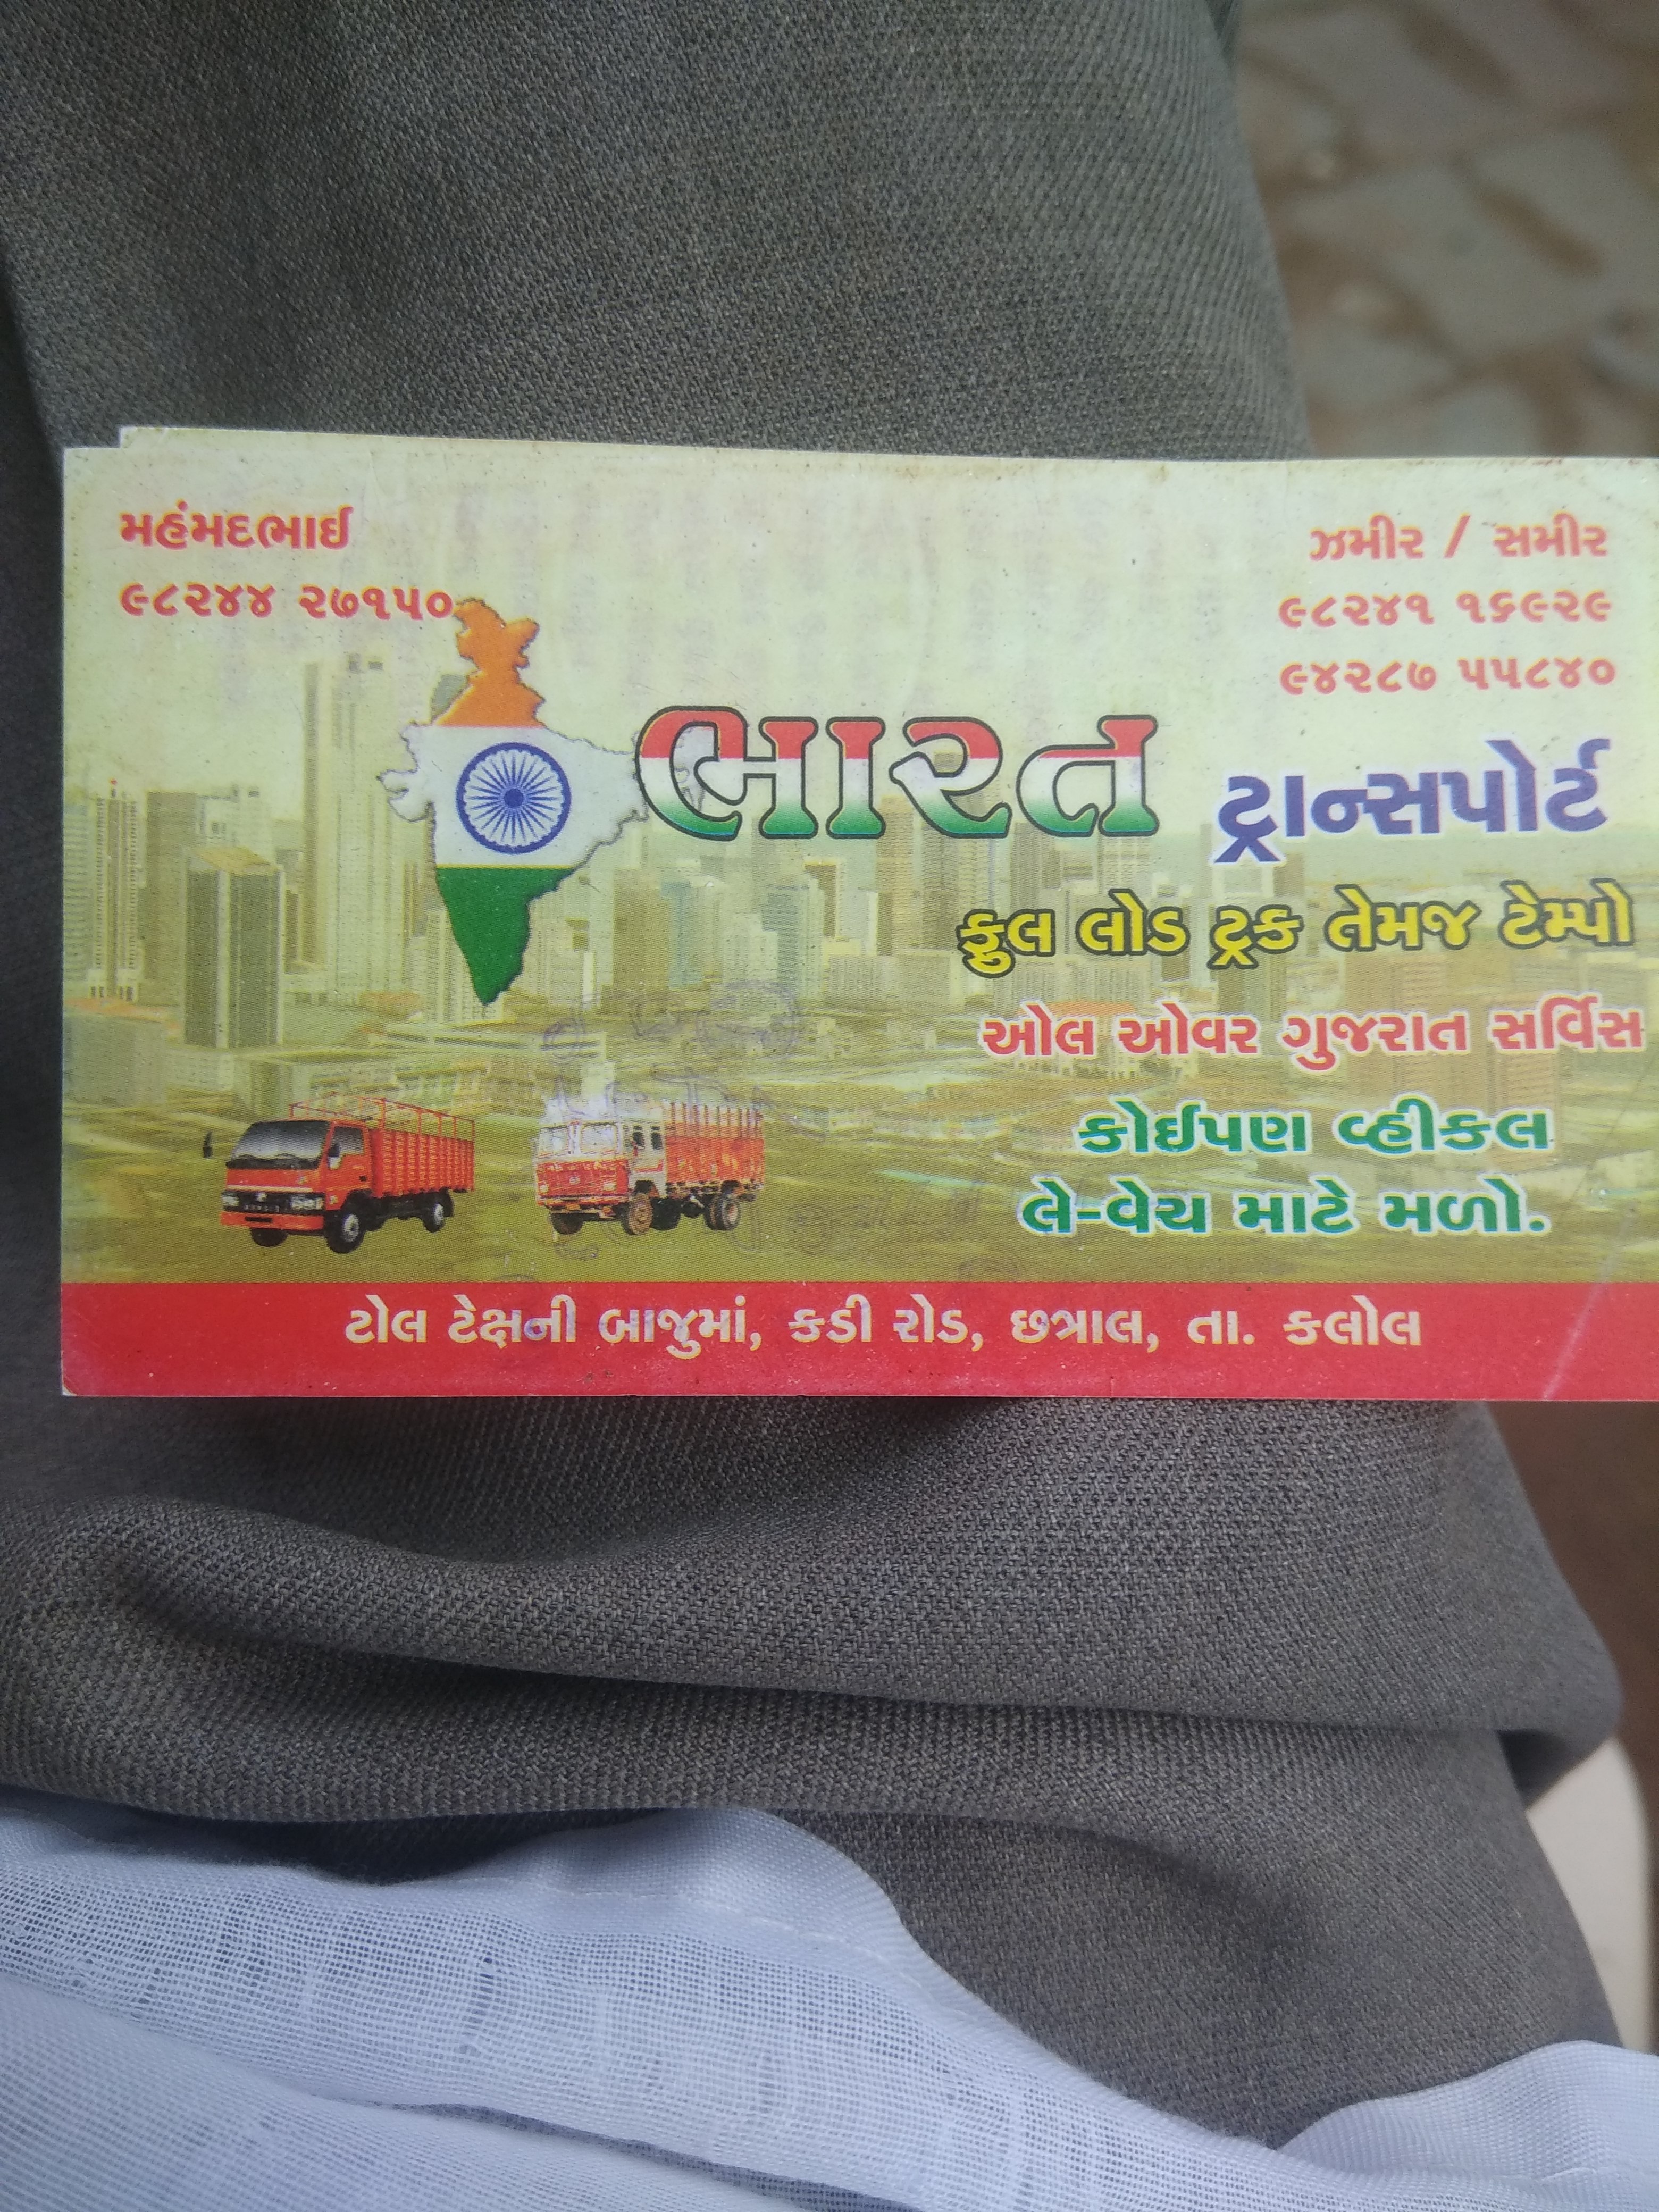 મહંમદભાઈ
૯૮૨૪૪ ૨૭૧૫૦
ઝમીર / સમીર
૯૮૨૪૧ ૧૬૯૨૯
૯૪૨૮૭ ૫૫૮૪૦
ભારત ટ્રાન્સપોર્ટ
ફુલ લોડ ટ્રક તેમજ ટેમ્પો
ઓલ ઓવર ગુજરાત સર્વિસ
કોઈપણ વ્હીકલ
લે-વેચ માટે મળો.
ટોલ ટેક્ષની બાજુમાં, કડી રોડ, છત્રાલ, તા. કલોલ